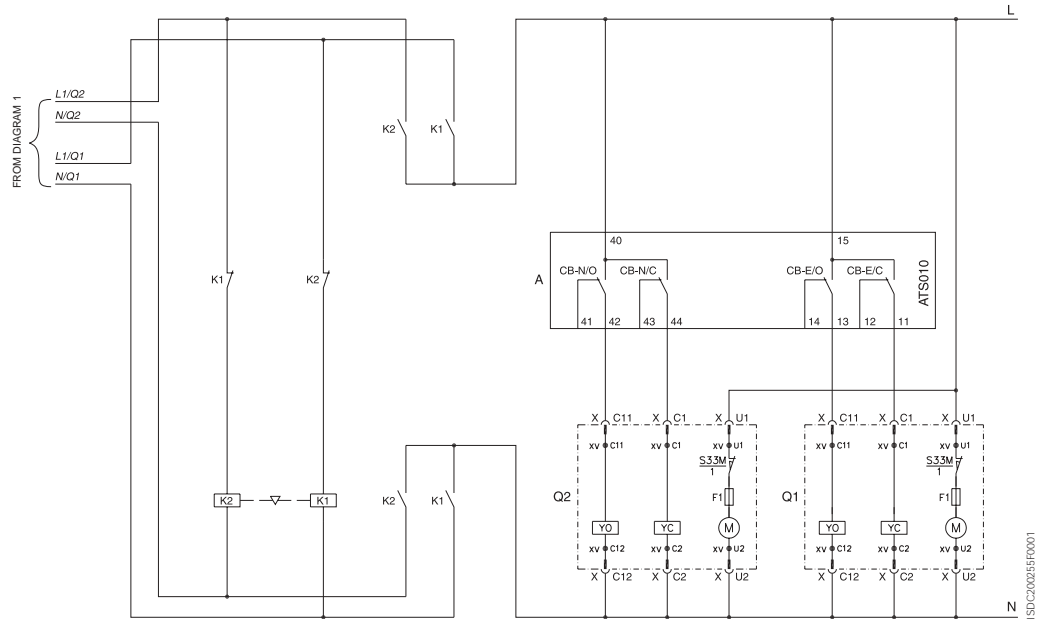 L
FROM DIAGRAM 1
L1/Q2
N/Q2
L1/Q1
N/Q1
K2 K1
K1 K2
A
40 15
CB-N/O CB-N/C CB-E/O CB-E/C
ATS010
41 42 43 44 14 13 12 11
X C11 X C1 X U1 X C11 X C1 X U1
xv C11 xv C1 xv U1 xv C11 xv C1 xv U1
S33M
1
S33M
1
Q2 F1 Q1 F1
K2 K1 K2 K1
YO YC M YO YC M
xv C12 xv C2 xv U2 xv C12 xv C2 xv U2
X C12 X C2 X U2 X C12 X C2 X U2
N
1SDC200255F0001